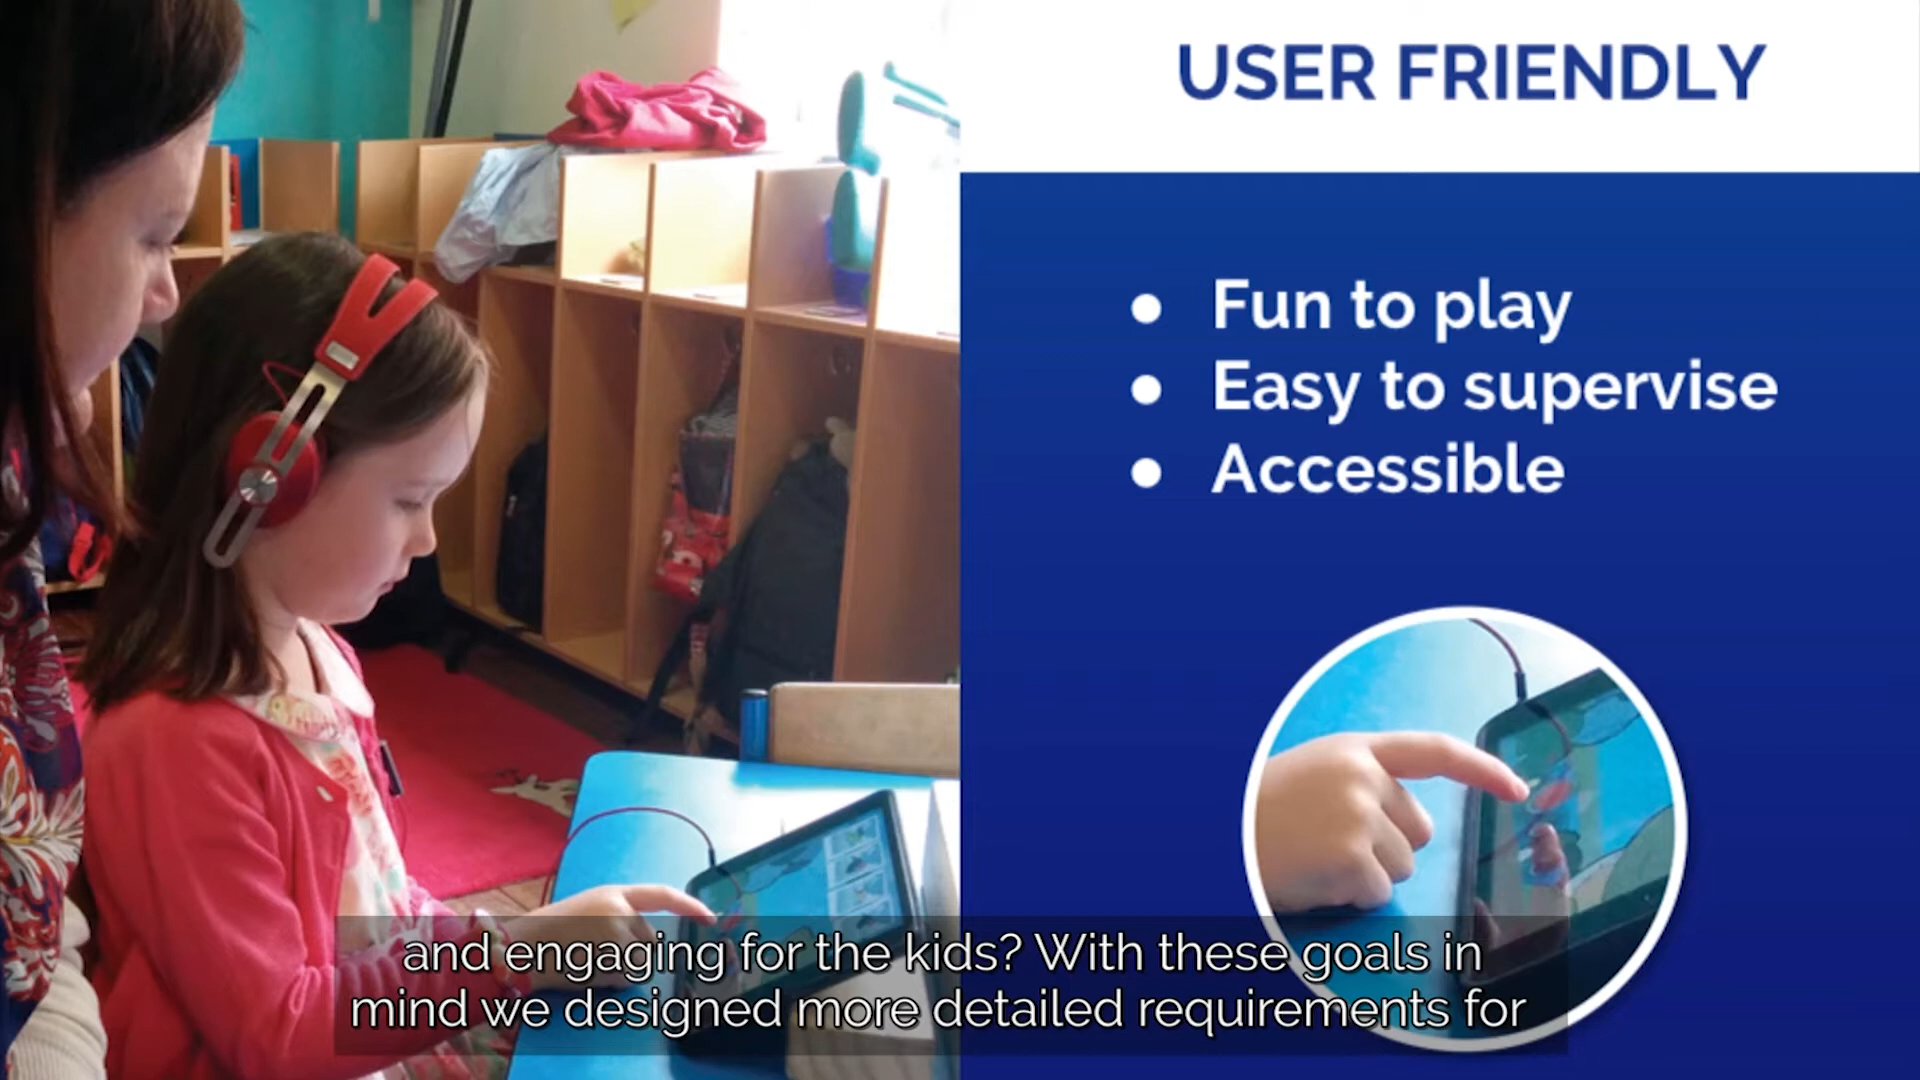 USER FRIENDLY
● Fun to play
● Easy to supervise
● Accessible
and engaging for the kids? With these goals in
mind we designed more detailed requirements for